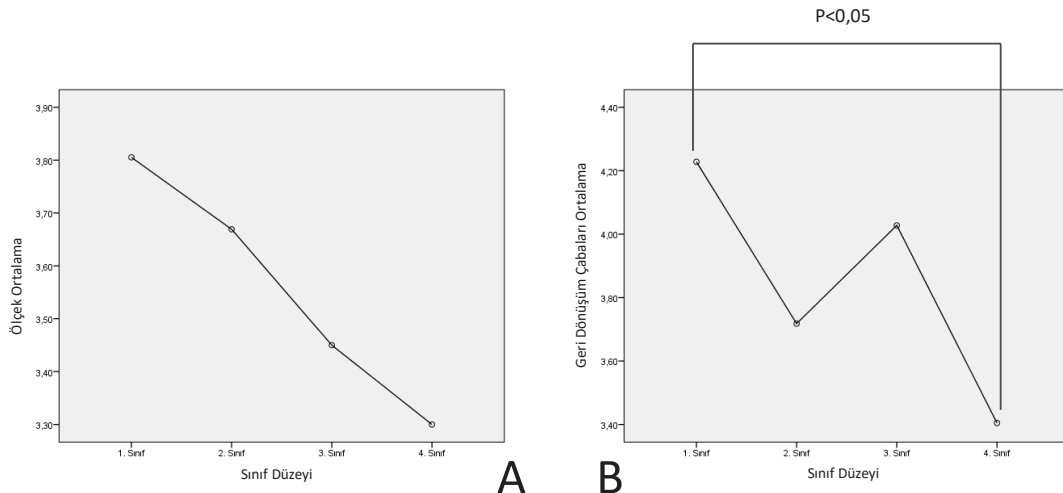 P<0,05
3,90
3,80
3,70
3,60
3,50
3,40
3,30
Ölçek Ortalama
1. Sınıf 2. Sınıf 3. Sınıf 4. Sınıf
Sınıf Düzeyi
A
4,40
4,20
4,00
3,80
3,60
3,40
Geri Dönüşüm Çabaları Ortalama
1. Sınıf 2. Sınıf 3. Sınıf 4. Sınıf
Sınıf Düzeyi
B